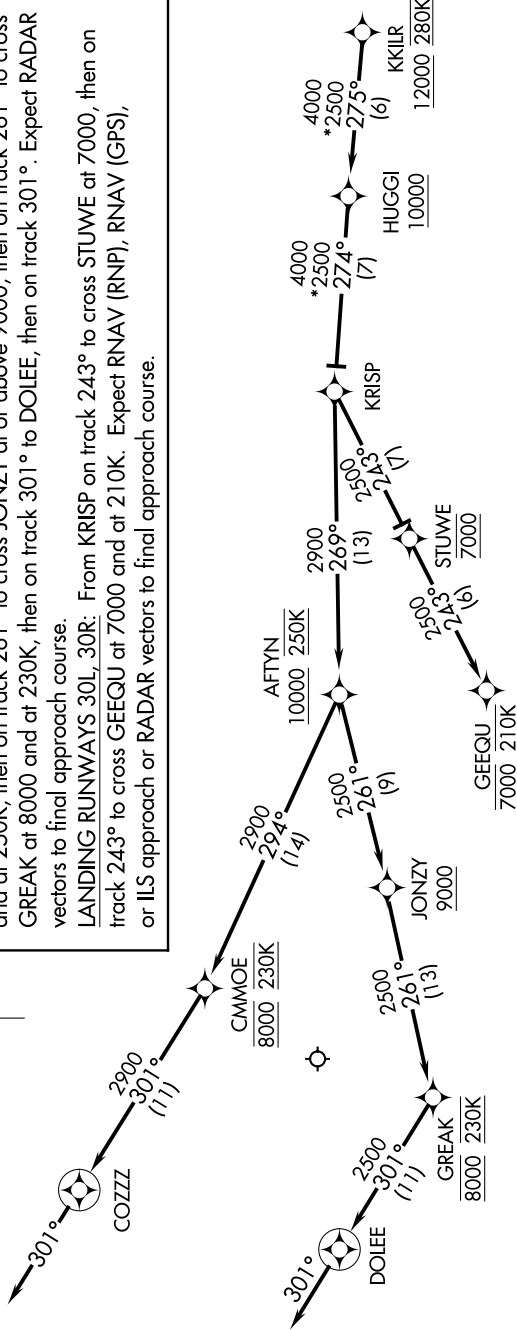 and at 250K, then on track 261° to cross JONZY at or above 9000, then on track 261° to cross
GREAK at 8000 and at 230K, then on track 301° to DOLEE, then on track 301°. Expect RADAR
vectors to final approach course.
LANDING RUNWAYS 30L, 30R: From KRISP on track 243° to cross STUWE at 7000, then on
track 243° to cross GEEQU at 7000 and at 210K. Expect RNAV (RNP), RNAV (GPS),
or ILS approach or RADAR vectors to final approach course.
KKILR
12000 280K
4000
*2500
275°
(6)
HUGGI
10000
4000
*2500
274°
(7)
KRISP
2900
269°
(13)
2500
243°
(7)
STUWE
7000
2500
243°
(6)
GEEQU
7000 210K
AFTYN
10000 250K
2900
294°
(14)
2500
261°
(9)
JONZY
9000
CMMOE
8000 230K
2500
261°
(13)
2900
301°
(11)
GREAK
8000 230K
2500
301°
(11)
COZZZ
301°
DOLEE
301°